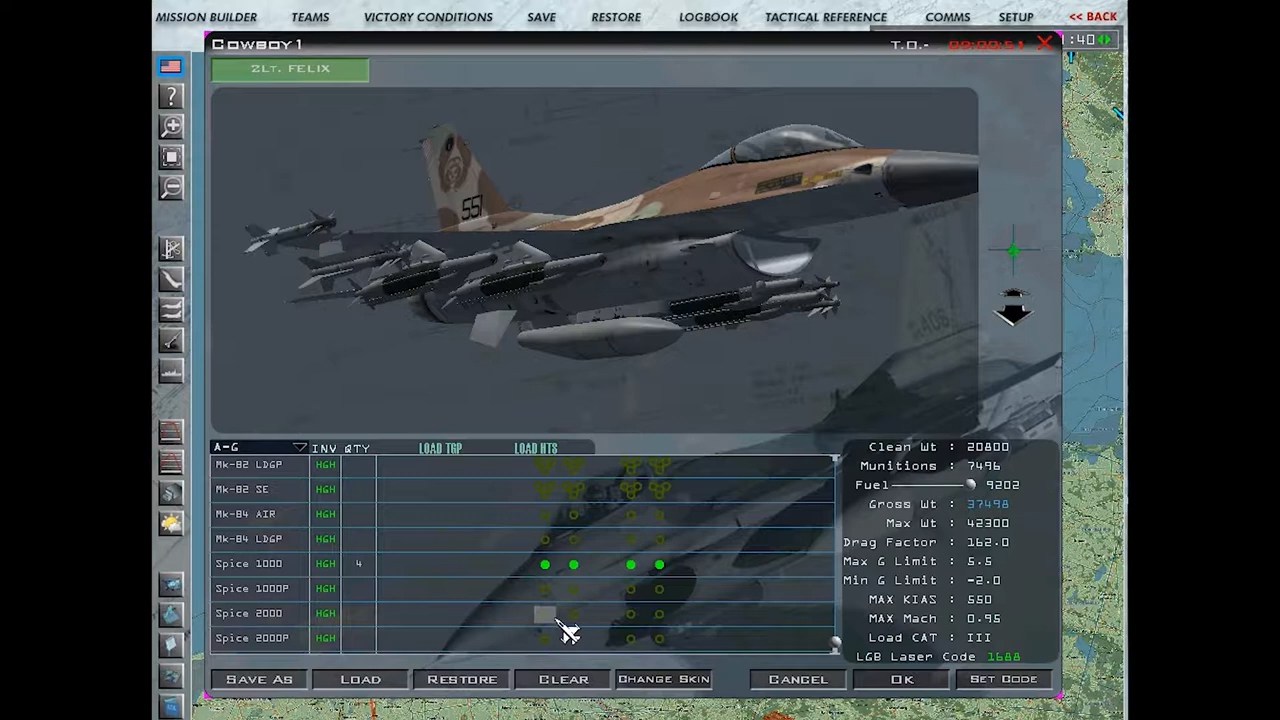 MISSION BUILDER TEAMS VICTORY CONDITIONS SAVE RESTORE LOGBOOK TACTICAL REFERENCE COMMS SETUP << BACK
Cowboy1 T.O.- 00:00:51 :40
2LT. FELIX
551
A-G INV QTY LOAD TGP LOAD HTS
Mk-82 LDGP HGH
Mk-82 SE HGH
Mk-84 AIR HGH
Mk-84 LDGP HGH
Spice 1000 HGH 4
Spice 1000P HGH
Spice 2000 HGH
Spice 2000P HGH
Clean Wt : 20800
Munitions : 7496
Fuel 9202
Gross Wt : 37498
Max Wt : 42300
Drag Factor : 162.0
Max G Limit : 5.5
Min G Limit : -2.0
MAX KIAS : 550
MAX Mach : 0.95
Load CAT : III
LGB Laser Code 1688
SAVE AS LOAD RESTORE CLEAR CHANGE SKIN CANCEL OK SET CODE